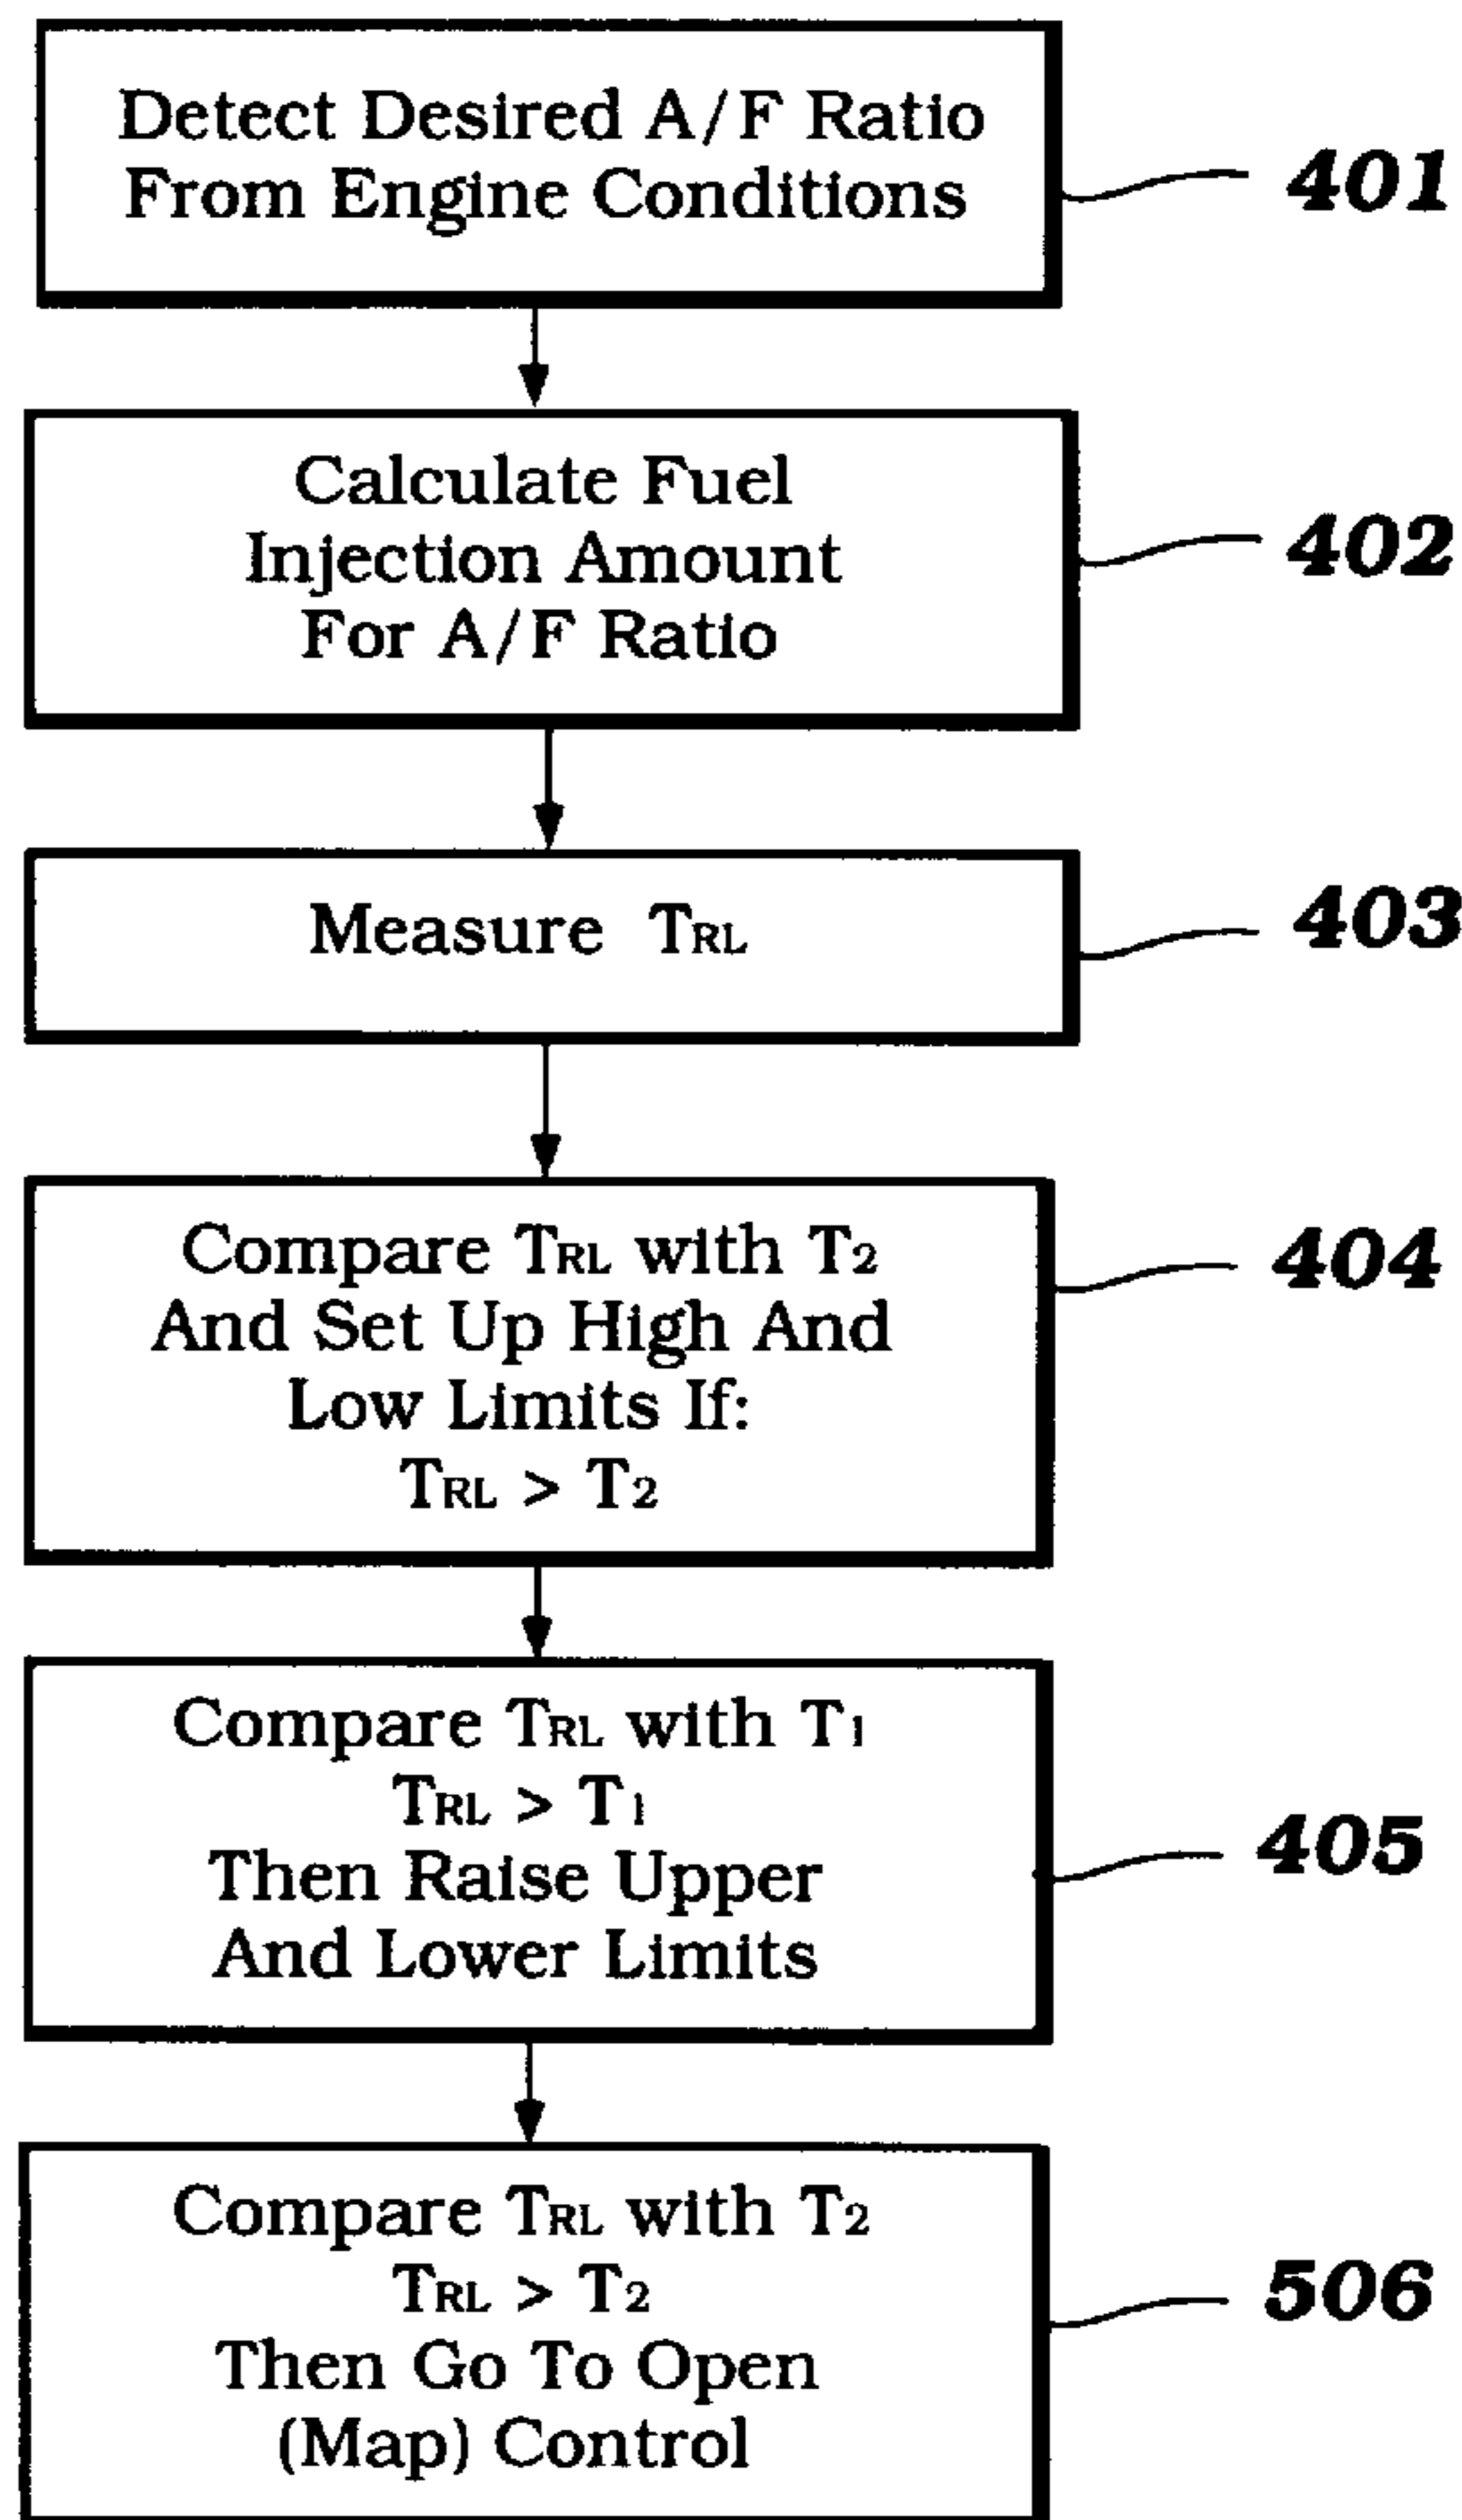 Detect Desired A/F Ratio
From Engine Conditions
401
Calculate Fuel
Injection Amount
For A/F Ratio
402
Measure TRL
403
Compare TRL with T2
And Set Up High And
Low Limits If:
TRL > T2
404
Compare TRL with T1
TRL > T1
Then Raise Upper
And Lower Limits
405
Compare TRL with T2
TRL > T2
Then Go To Open
(Map) Control
506